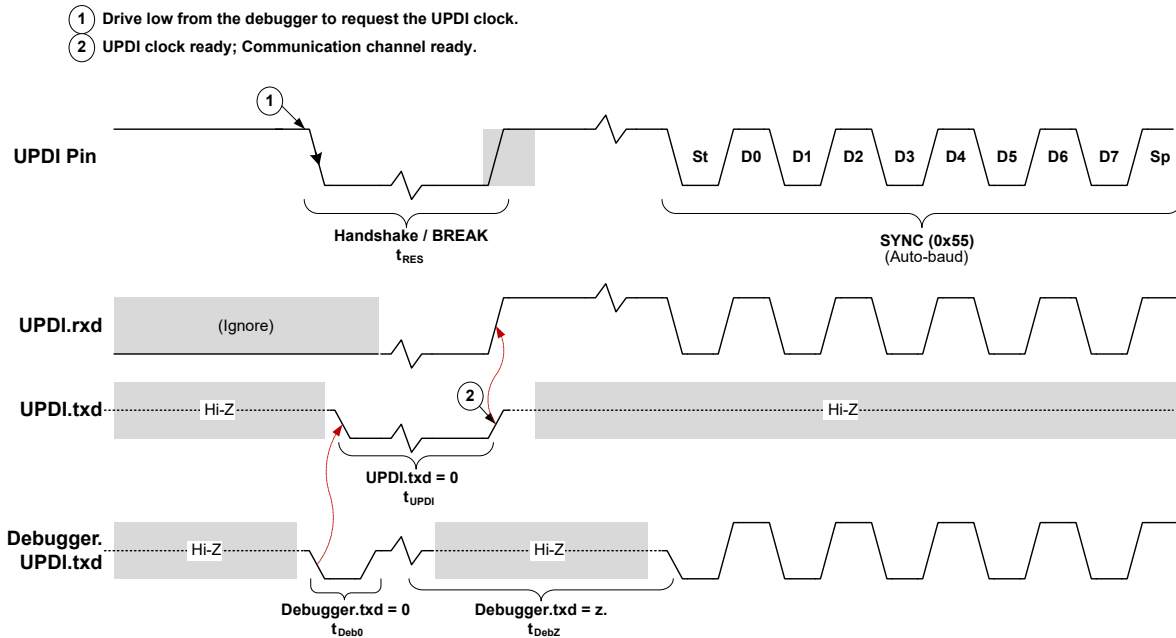 1 Drive low from the debugger to request the UPDI clock.
2 UPDI clock ready; Communication channel ready.
1
UPDI Pin
St D0 D1 D2 D3 D4 D5 D6 D7 Sp
Handshake / BREAK
tRES
SYNC (0x55)
(Auto-baud)
UPDI.rxd
(Ignore)
2
UPDI.txd
Hi-Z
Hi-Z
UPDI.txd = 0
tUPDI
Debugger.
UPDI.txd
Hi-Z
Hi-Z
Debugger.txd = 0
tDeb0
Debugger.txd = z.
tDebZ